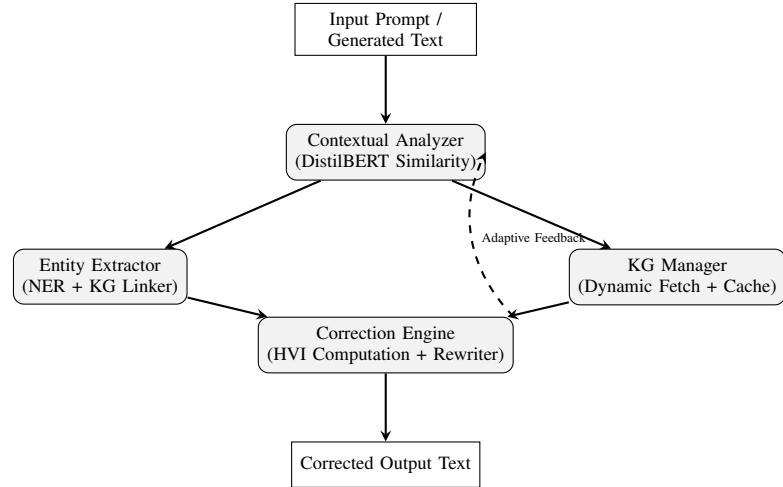 Input Prompt /
Generated Text
Contextual Analyzer
(DistilBERT Similarity)
Adaptive Feedback
Entity Extractor
(NER + KG Linker)
KG Manager
(Dynamic Fetch + Cache)
Correction Engine
(HVI Computation + Rewriter)
Corrected Output Text